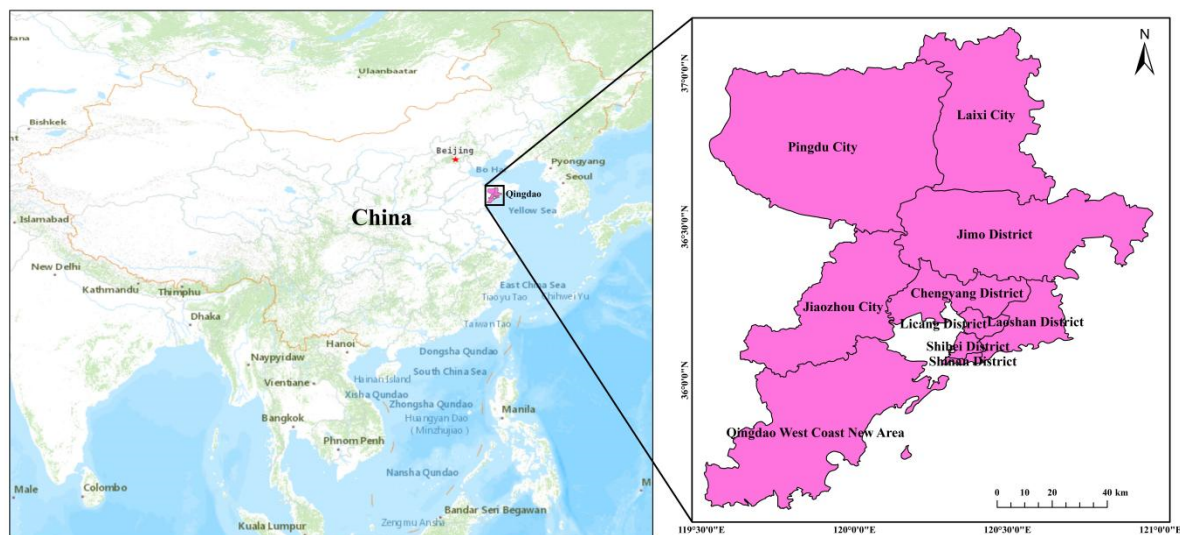 Ulaanbaatar
Bishkek
Beijing
Bo Hai
Pyongyang
Seoul
Qingdao
Yellow Sea
China
Islamabad
New Delhi
Kathmandu
Thimphu
East China Sea
Tiaoyu Tao
Chihwei Yu
Dhaka
Taiwan Tao
Hanoi
Naypyidaw
Dongsha Qundao
Vientiane
Hainan Island
South China Sea
Xisha Qundao
Zhongsha Qundao
Manila
Bangkok
Huangyan Dao
(Minzhujiao)
Phnom Penh
Nansha Qundao
Male
Colombo
Bandar Seri Begawan
Kuala Lumpur
Zengmu Ansha
N
37°0'0"N
36°30'0"N
36°0'0"N
Laixi City
Pingdu City
Jimo District
Chengyang District
Jiaozhou City
Licang District
Laoshan District
Shibei District
Shinan District
Qingdao West Coast New Area
0 10 20 40 km
119°30'0"E
120°0'0"E
120°30'0"E
121°0'0"E